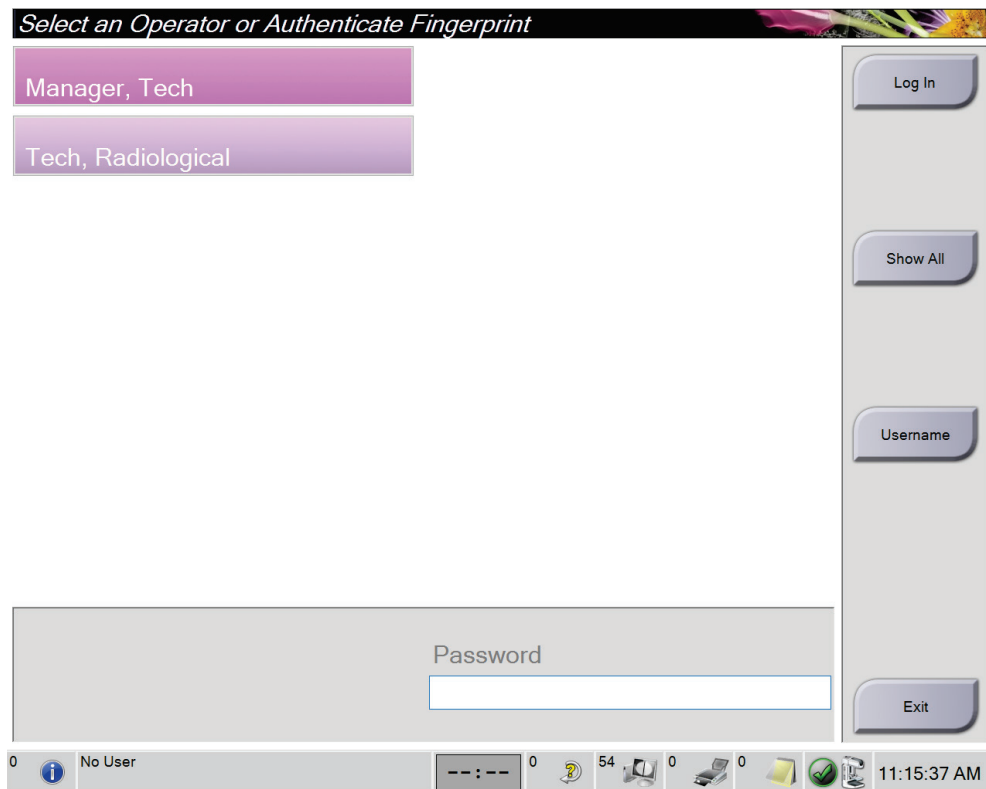 Select an Operator or Authenticate Fingerprint
Manager, Tech
Tech, Radiological
Log In
Show All
Username
Password
Exit
0
No User
--:--
0
54
0
0
11:15:37 AM